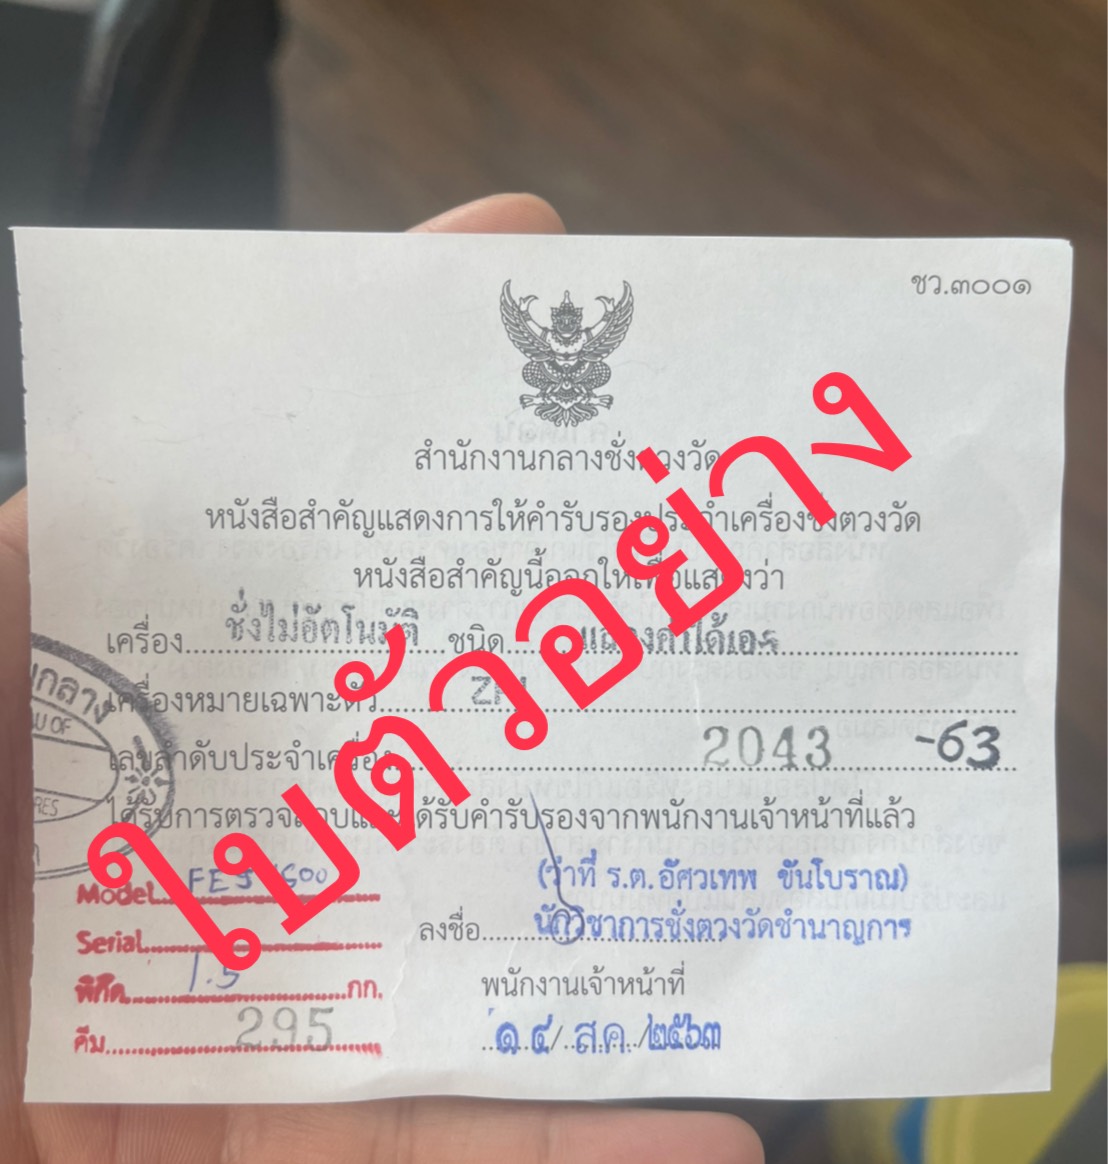 ชว.๓๐๐๑
สำนักงานกลางชั่งตวงวัด
หนังสือสำคัญแสดงการให้คำรับรองประจำเครื่องชั่งตวงวัด
หนังสือสำคัญนี้ออกให้เพื่อแสดงว่า
เครื่อง ชั่งไม่อัตโนมัติ ชนิด แสดงค่าได้เอง
เครื่องหมายเฉพาะตัว
เลขลำดับประจำเครื่อง 2043 -63
ได้รับการตรวจสอบและได้รับคำรับรองจากพนักงานเจ้าหน้าที่แล้ว
Model
Serial
พิกัด 1.5 กก.
คีม 295
(ว่าที่ ร.ต.อัศวเทพ ขันโบราณ)
ลงชื่อ นักวิชาการชั่งตวงวัดชำนาญการ
พนักงานเจ้าหน้าที่
๑๔/ ส.ค. /๒๕๖๓
ใบตัวอย่าง